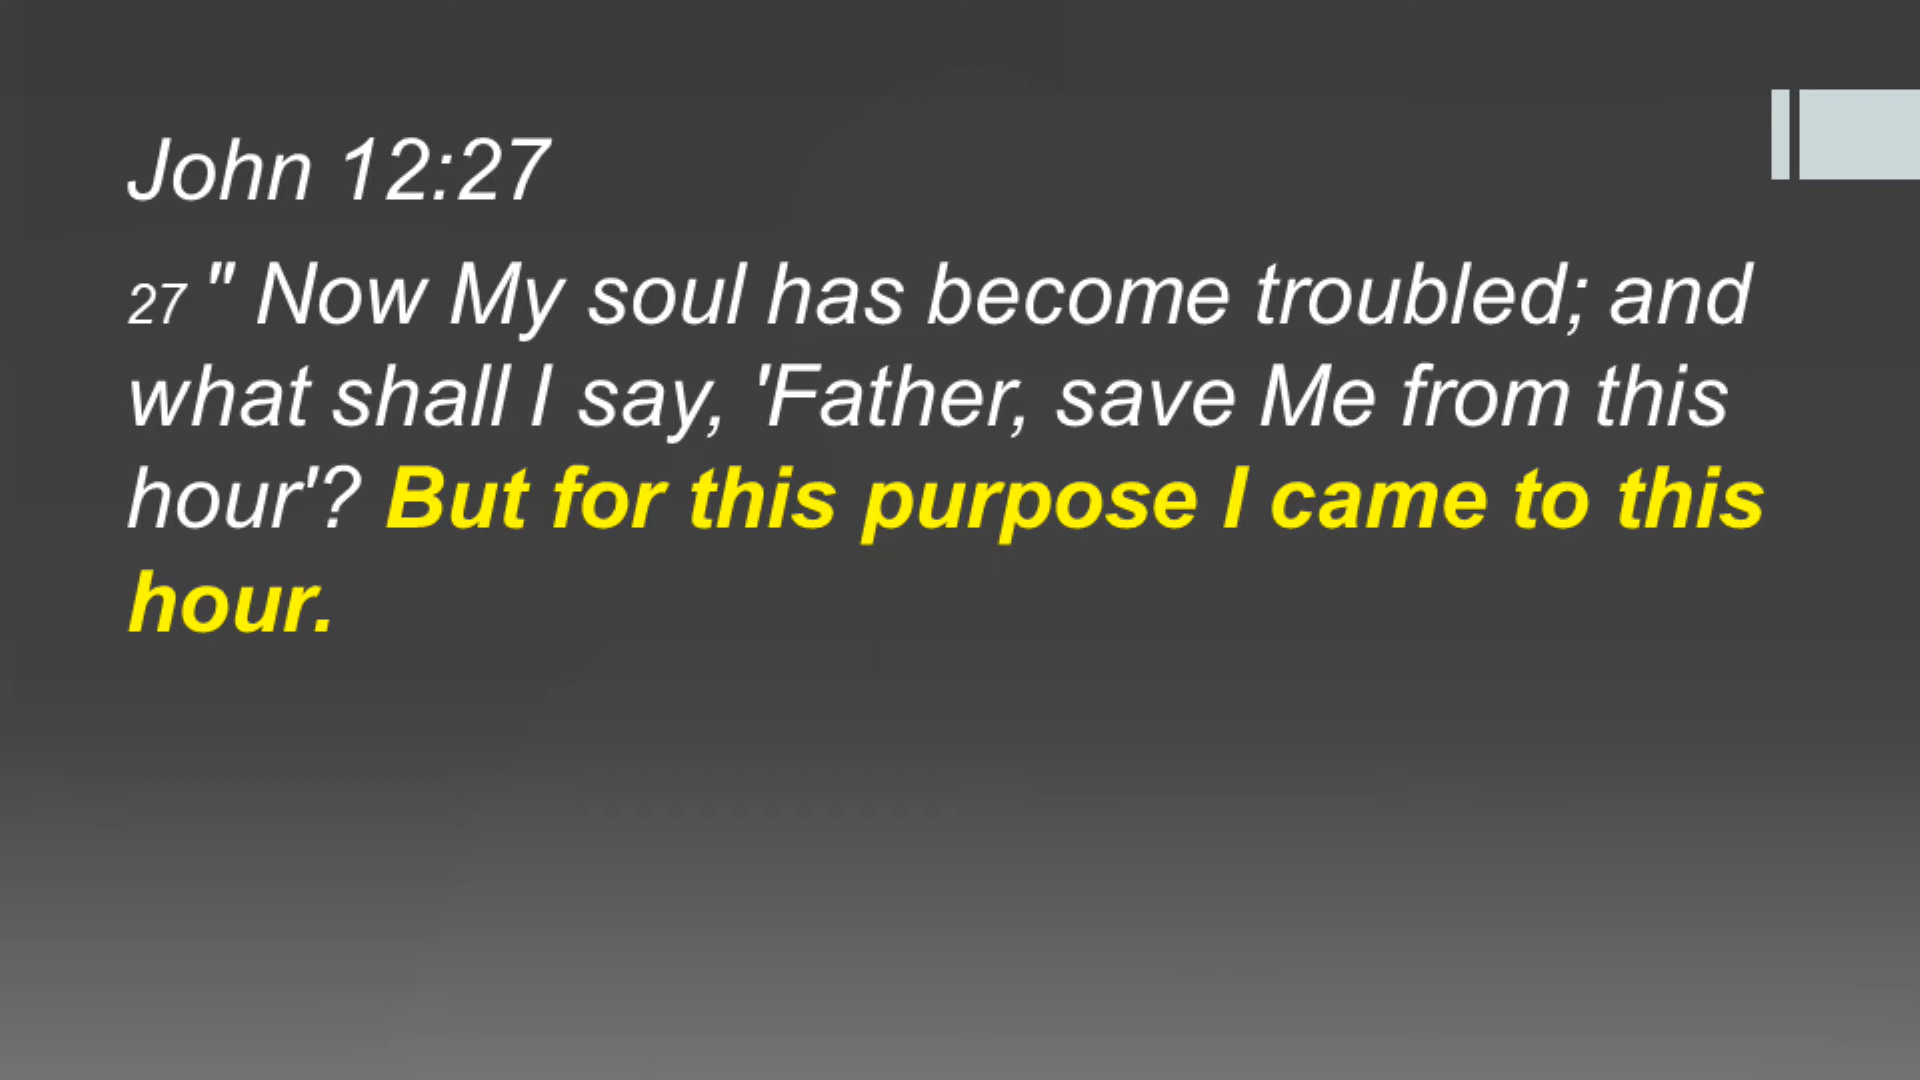 John 12:27
27 " Now My soul has become troubled; and
what shall I say, 'Father, save Me from this
hour'? But for this purpose I came to this
hour.